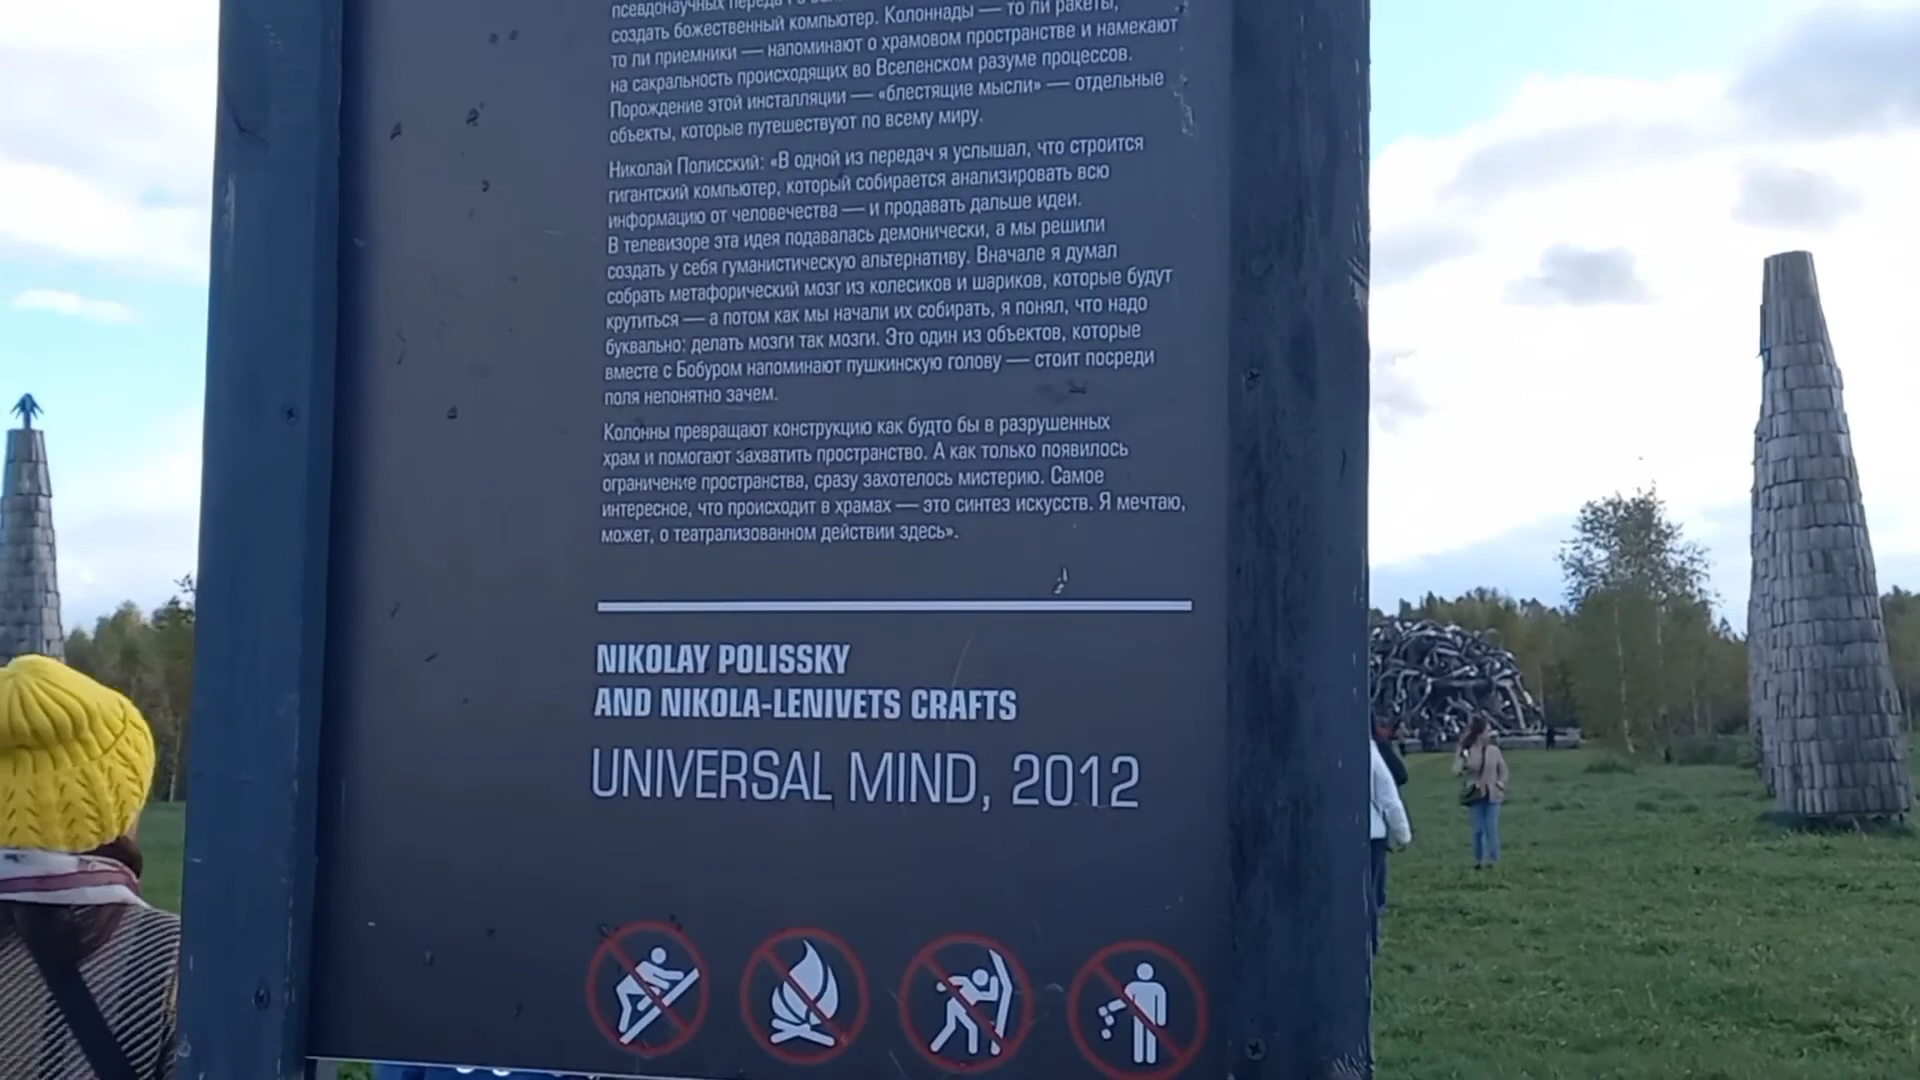 псевдонаучных
создать божественный компьютер. Колоннады — то ли ракеты,
то ли приемники — напоминают о храмовом пространстве и намекают
на сакральность происходящих во Вселенском разуме процессов.
Порождение этой инсталляции — «блестящие мысли» — отдельные
объекты, которые путешествуют по всему миру.
Николай Полисский: «В одной из передач я услышал, что строится
гигантский компьютер, который собирается анализировать всю
информацию от человечества — и продавать дальше идеи.
В телевизоре эта идея подавалась демонически, а мы решили
создать у себя гуманистическую альтернативу. Вначале я думал
собрать метафорический мозг из колесиков и шариков, которые будут
крутиться — а потом как мы начали их собирать, я понял, что надо
буквально: делать мозги так мозги. Это один из объектов, которые
вместе с Бобуром напоминают пушкинскую голову — стоит посреди
поля непонятно зачем.
Колонны превращают конструкцию как будто бы в разрушенных
храм и помогают захватить пространство. А как только появилось
ограничение пространства, сразу захотелось мистерию. Самое
интересное, что происходит в храмах — это синтез искусств. Я мечтаю,
может, о театрализованном действии здесь».
NIKOLAY POLISSKY
AND NIKOLA-LENIVETS CRAFTS
UNIVERSAL MIND, 2012